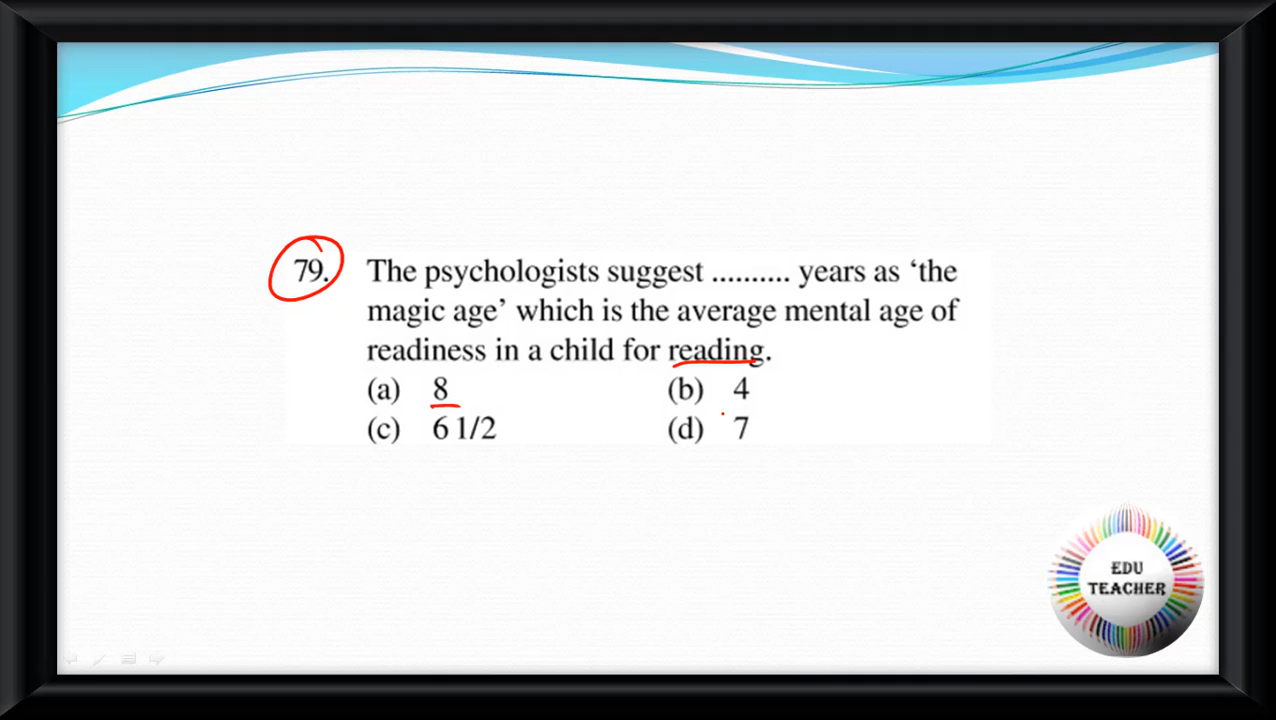 79. The psychologists suggest .......... years as ‘the
magic age’ which is the average mental age of
readiness in a child for reading.
(a) 8 (b) 4
(c) 6 1/2 (d) 7
EDU
TEACHER